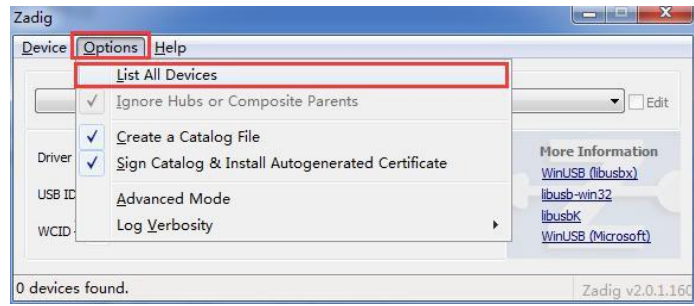 Zadig
Device Options Help
List All Devices
Ignore Hubs or Composite Parents
Edit
Create a Catalog File
Sign Catalog & Install Autogenerated Certificate
Advanced Mode
Log Verbosity
Driver
USB ID
WCID
More Information
WinUSB (libusbx)
libusb-win32
libusbK
WinUSB (Microsoft)
0 devices found.
Zadig v2.0.1.160